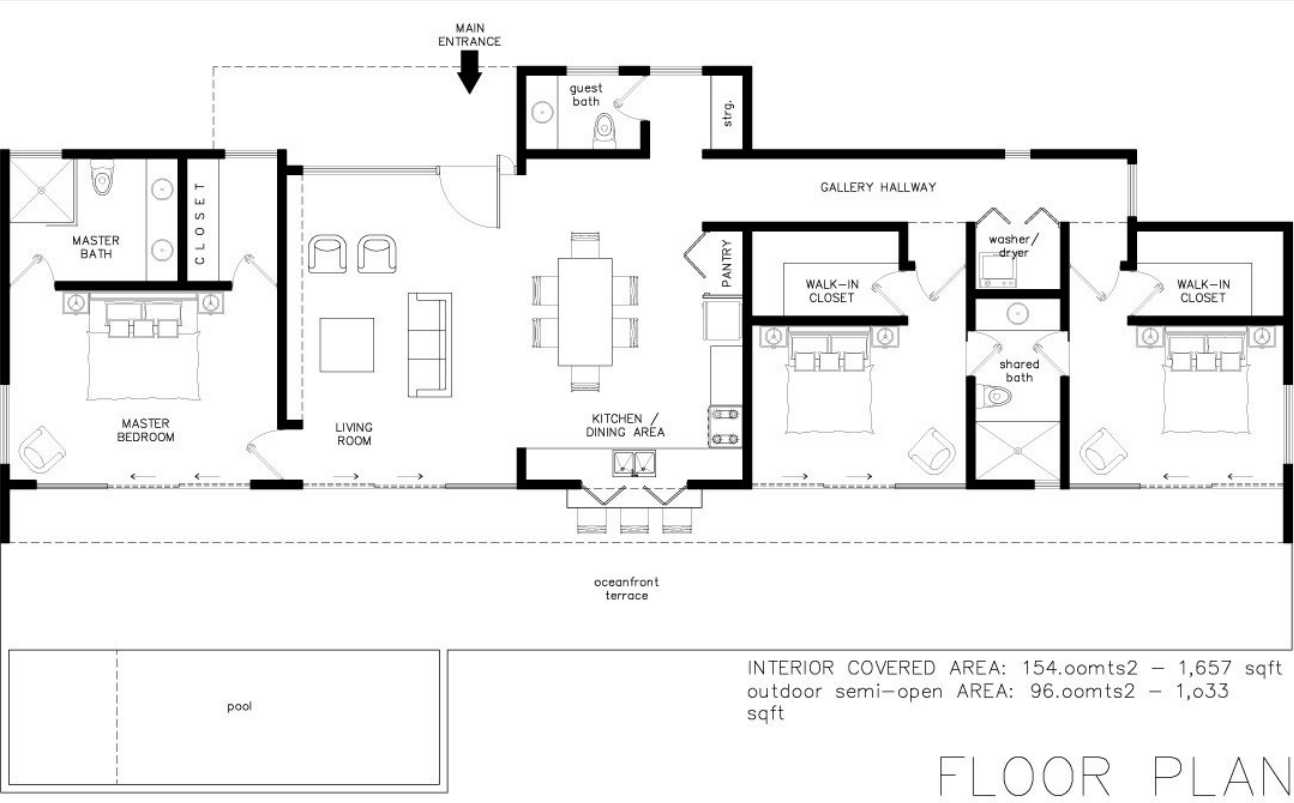 MAIN
ENTRANCE
guest
bath
strg.
GALLERY HALLWAY
CLOSET
MASTER
BATH
washer/
dryer
PANTRY
WALK-IN
CLOSET
WALK-IN
CLOSET
shared
bath
MASTER
BEDROOM
LIVING
ROOM
KITCHEN /
DINING AREA
oceanfront
terrace
INTERIOR COVERED AREA: 154.oomts2 - 1,657 sqft
outdoor semi-open AREA: 96.oomts2 - 1,o33
sqft
pool
FLOOR PLAN